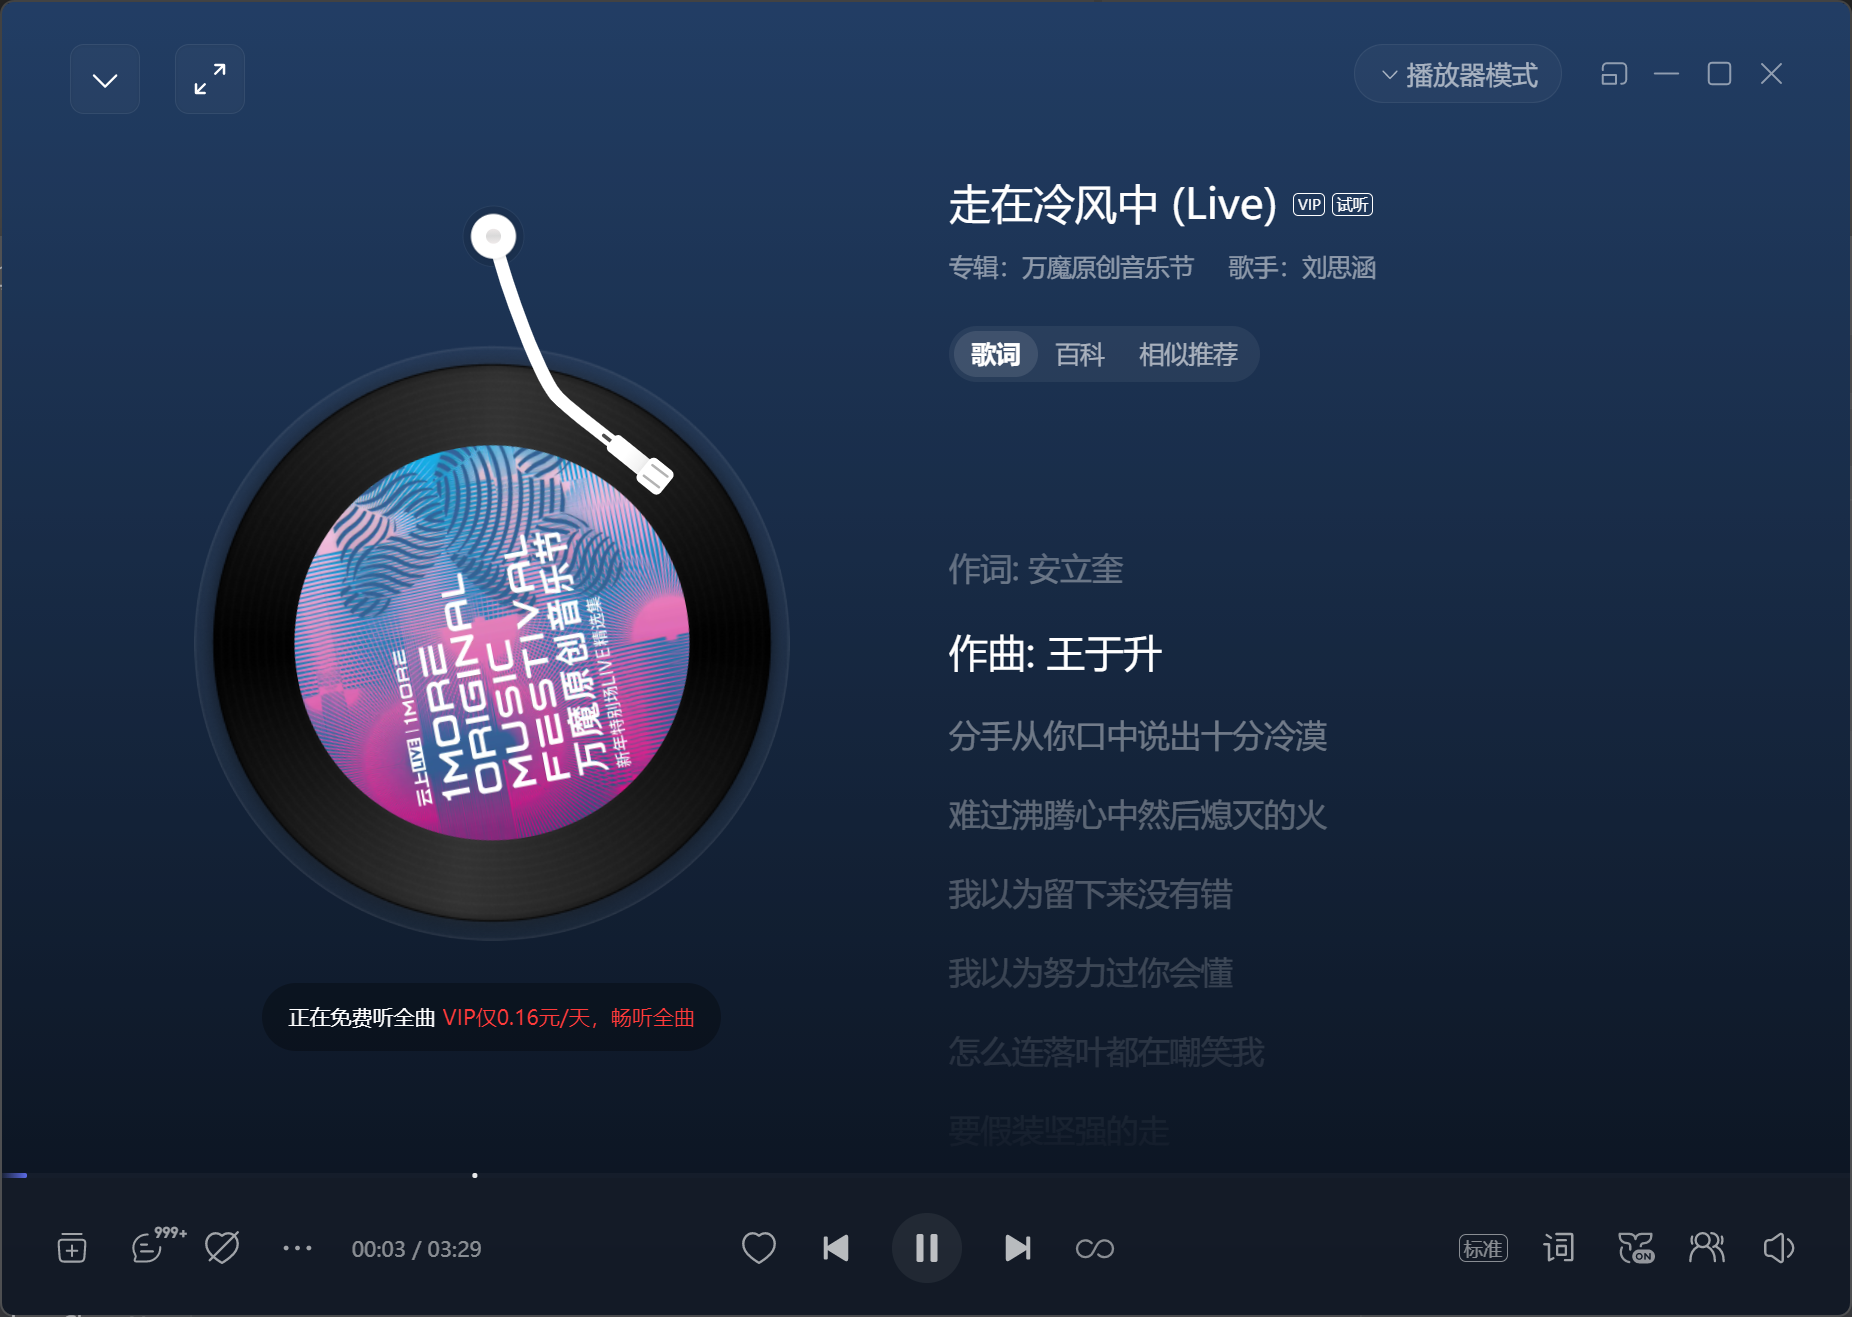 播放器模式
走在冷风中 (Live) VIP 试听
专辑：万魔原创音乐节 歌手：刘思涵
歌词 百科 相似推荐
云上LIVE | 1MORE
1MORE
ORIGINAL
MUSIC
FESTIVAL
万魔原创音乐节
新年特别场LIVE精选集
作词: 安立奎
作曲: 王于升
分手从你口中说出十分冷漠
难过沸腾心中然后熄灭的火
我以为留下来没有错
我以为努力过你会懂
怎么连落叶都在嘲笑我
要假装坚强的走
正在免费听全曲 VIP仅0.16元/天，畅听全曲
999+
00:03 / 03:29
标准
词
ON